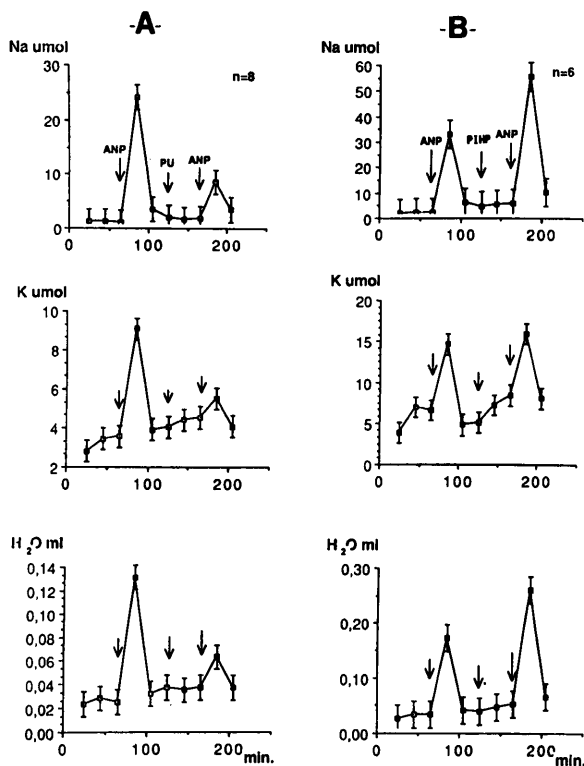 -A-
Na umol
30
20
10
0
n=8
ANP
PU
ANP
0
100
200
K umol
10
8
6
4
2
0
100
200
H₂O ml
0,14
0,12
0,10
0,08
0,06
0,04
0,02
0,00
0
100
200
min.
-B-
Na umol
60
50
40
30
20
10
0
n=6
ANP
PIHP
ANP
0
100
200
K umol
20
15
10
5
0
0
100
200
H₂O ml
0,30
0,20
0,10
0,00
0
100
200
min.